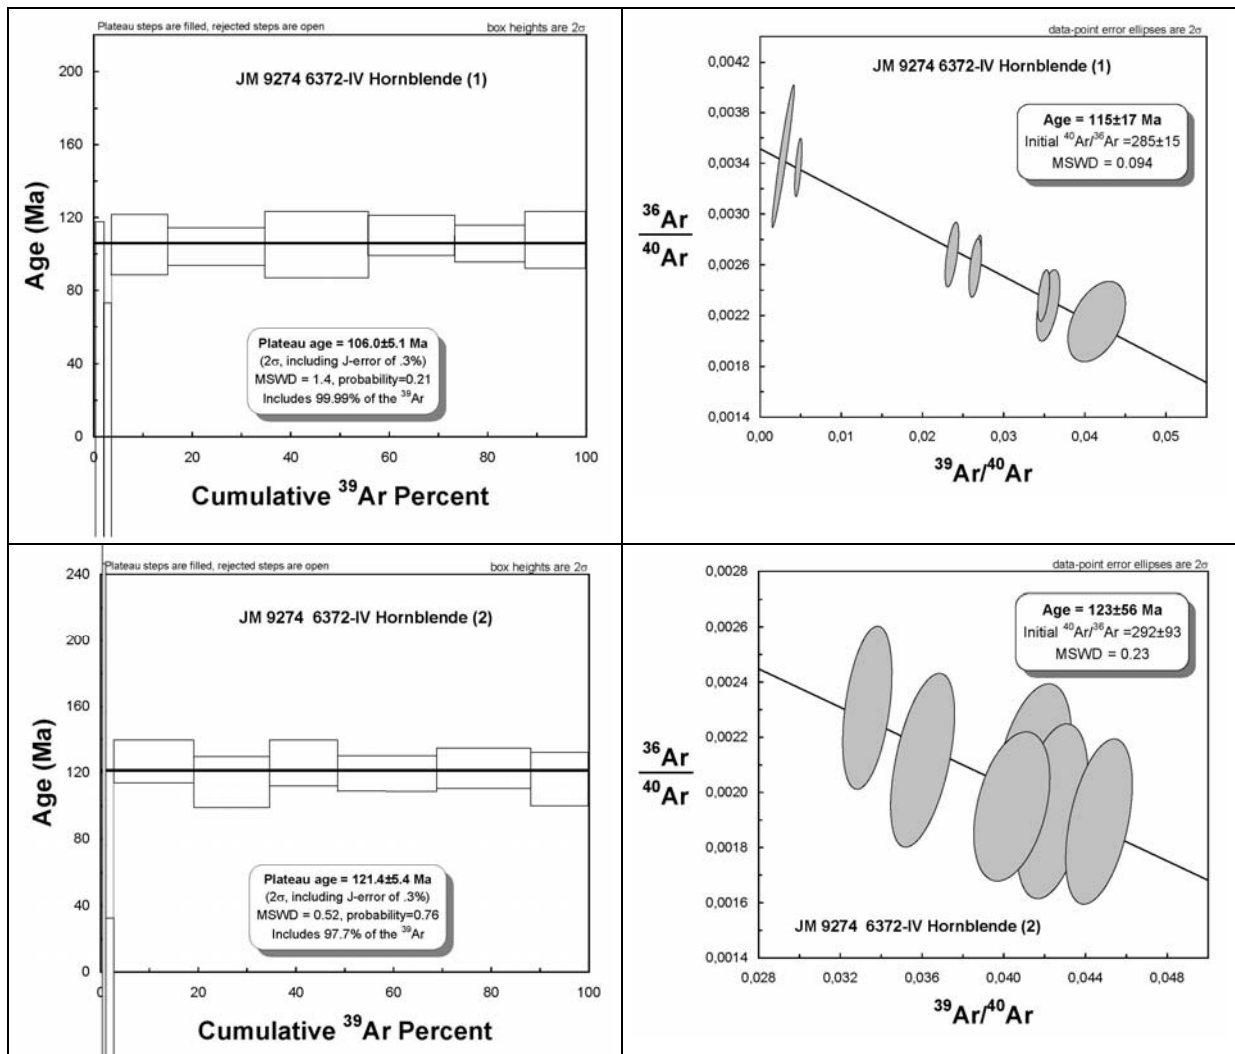 Plateau steps are filled, rejected steps are open
box heights are 2σ
JM 9274 6372-IV Hornblende (1)
Age (Ma)
200
160
120
80
40
0
Plateau age = 106.0±5.1 Ma
(2σ, including J-error of .3%)
MSWD = 1.4, probability=0.21
Includes 99.99% of the ³⁹Ar
0 20 40 60 80 100
Cumulative ³⁹Ar Percent
data-point error ellipses are 2σ
JM 9274 6372-IV Hornblende (1)
Age = 115±17 Ma
Initial ⁴⁰Ar/³⁶Ar =285±15
MSWD = 0.094
³⁶Ar
⁴⁰Ar
0,0042
0,0038
0,0034
0,0030
0,0026
0,0022
0,0018
0,0014
0,00 0,01 0,02 0,03 0,04 0,05
³⁹Ar/⁴⁰Ar
Plateau steps are filled, rejected steps are open
box heights are 2σ
JM 9274 6372-IV Hornblende (2)
Age (Ma)
240
200
160
120
80
40
0
Plateau age = 121.4±5.4 Ma
(2σ, including J-error of .3%)
MSWD = 0.52, probability=0.76
Includes 97.7% of the ³⁹Ar
0 20 40 60 80 100
Cumulative ³⁹Ar Percent
data-point error ellipses are 2σ
Age = 123±56 Ma
Initial ⁴⁰Ar/³⁶Ar =292±93
MSWD = 0.23
³⁶Ar
⁴⁰Ar
0,0028
0,0026
0,0024
0,0022
0,0020
0,0018
0,0016
0,0014
JM 9274 6372-IV Hornblende (2)
0,028 0,032 0,036 0,040 0,044 0,048
³⁹Ar/⁴⁰Ar